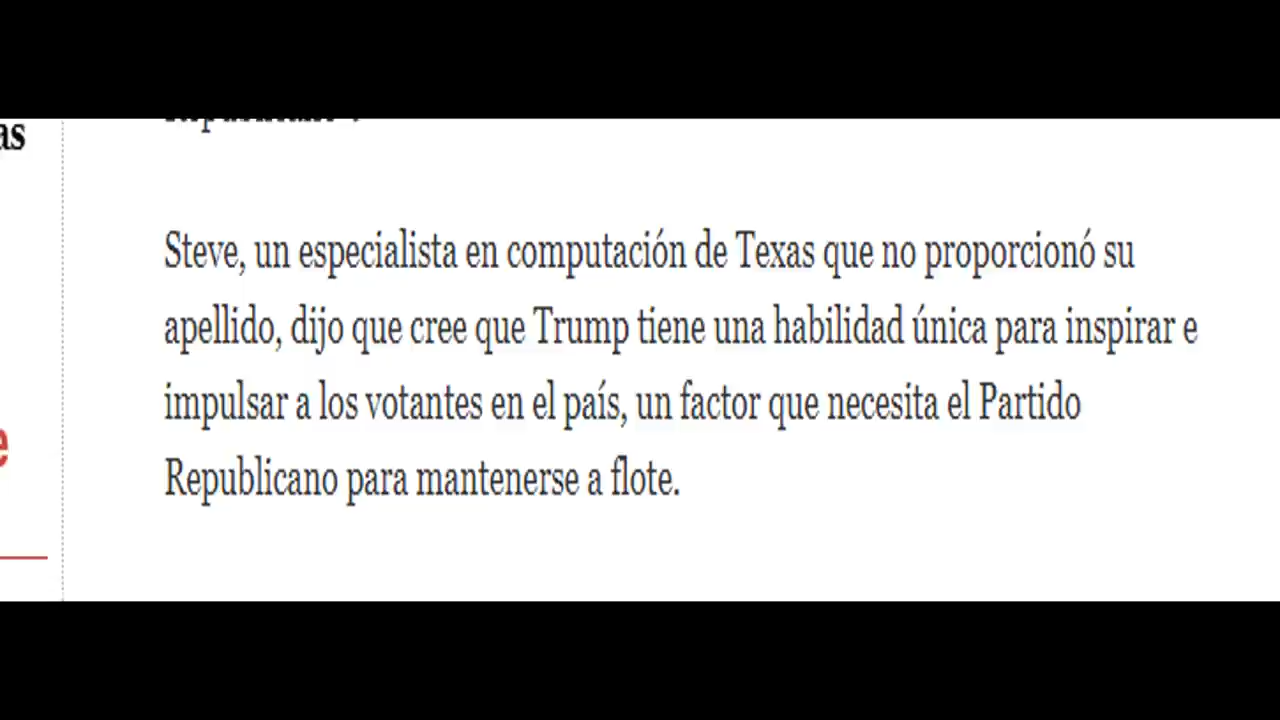 as
Steve, un especialista en computación de Texas que no proporcionó su
apellido, dijo que cree que Trump tiene una habilidad única para inspirar e
impulsar a los votantes en el país, un factor que necesita el Partido
Republicano para mantenerse a flote.
e